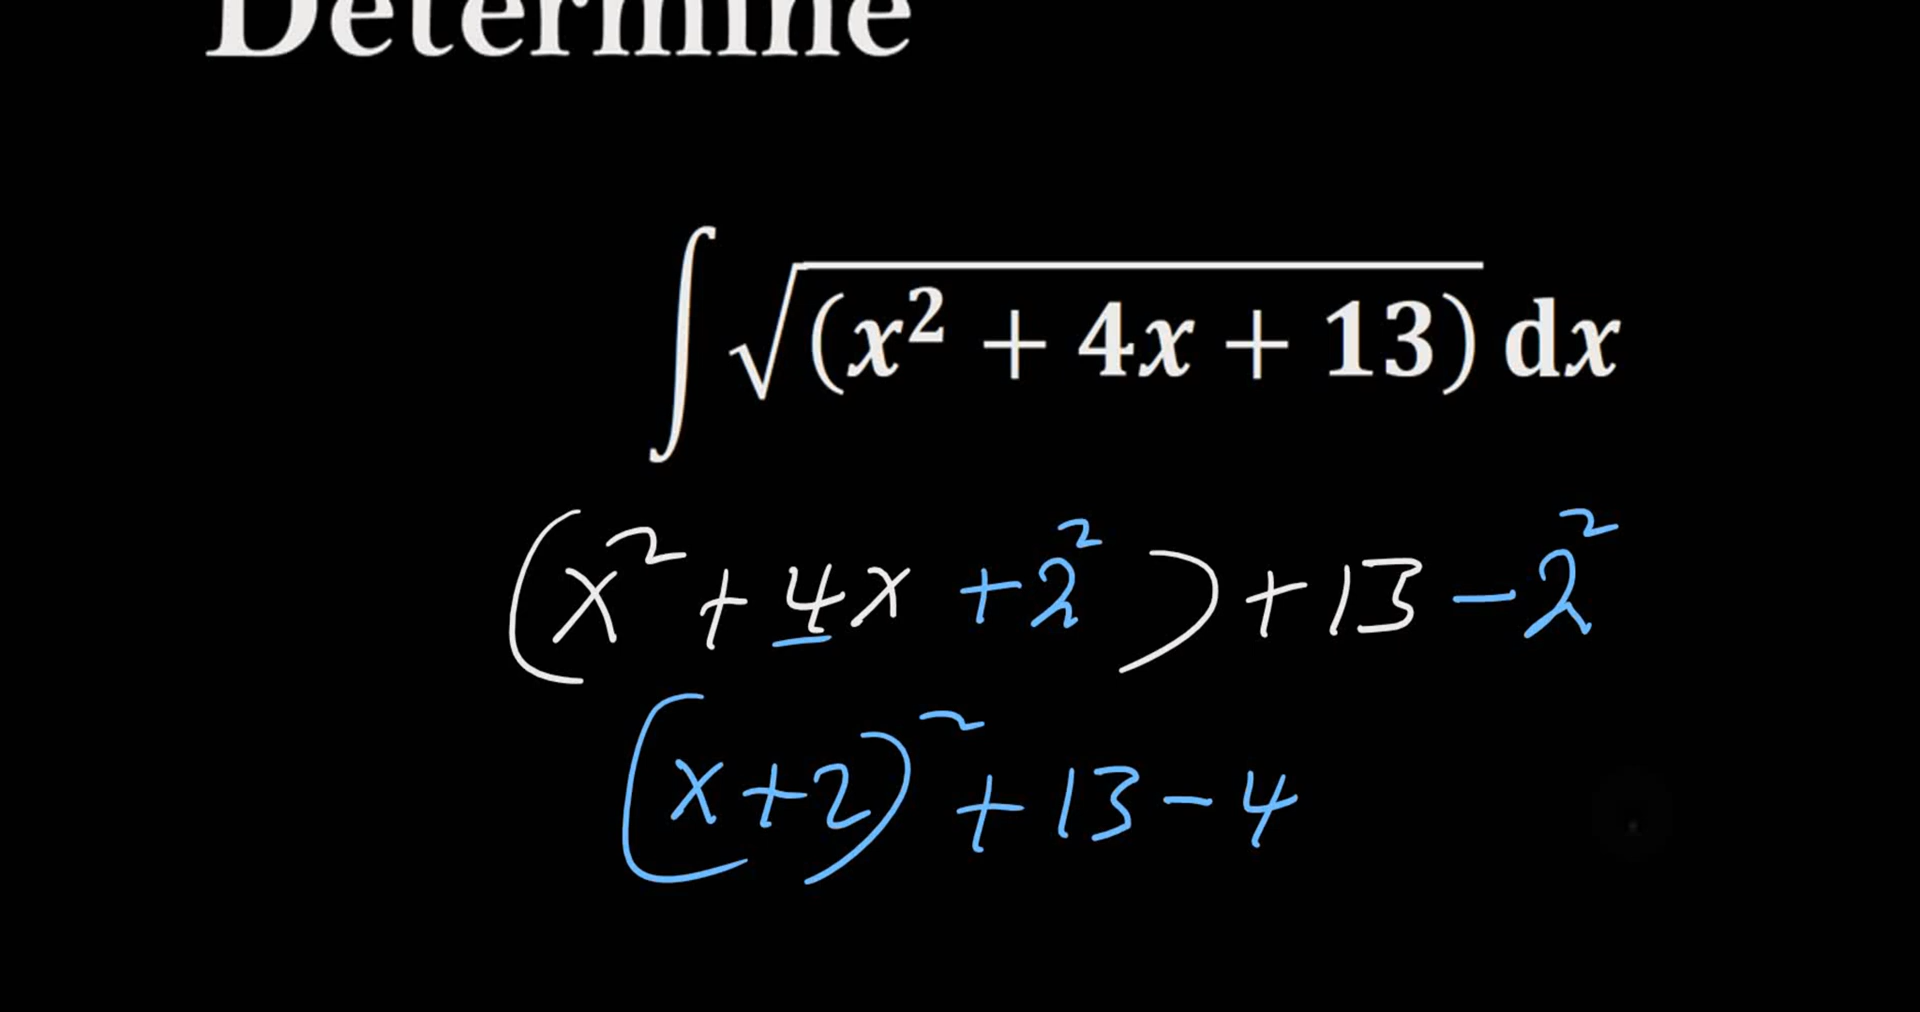 Determine
∫√(x² + 4x + 13) dx
(x² + 4x + 2²) + 13 - 2²
(x+2)² + 13 - 4